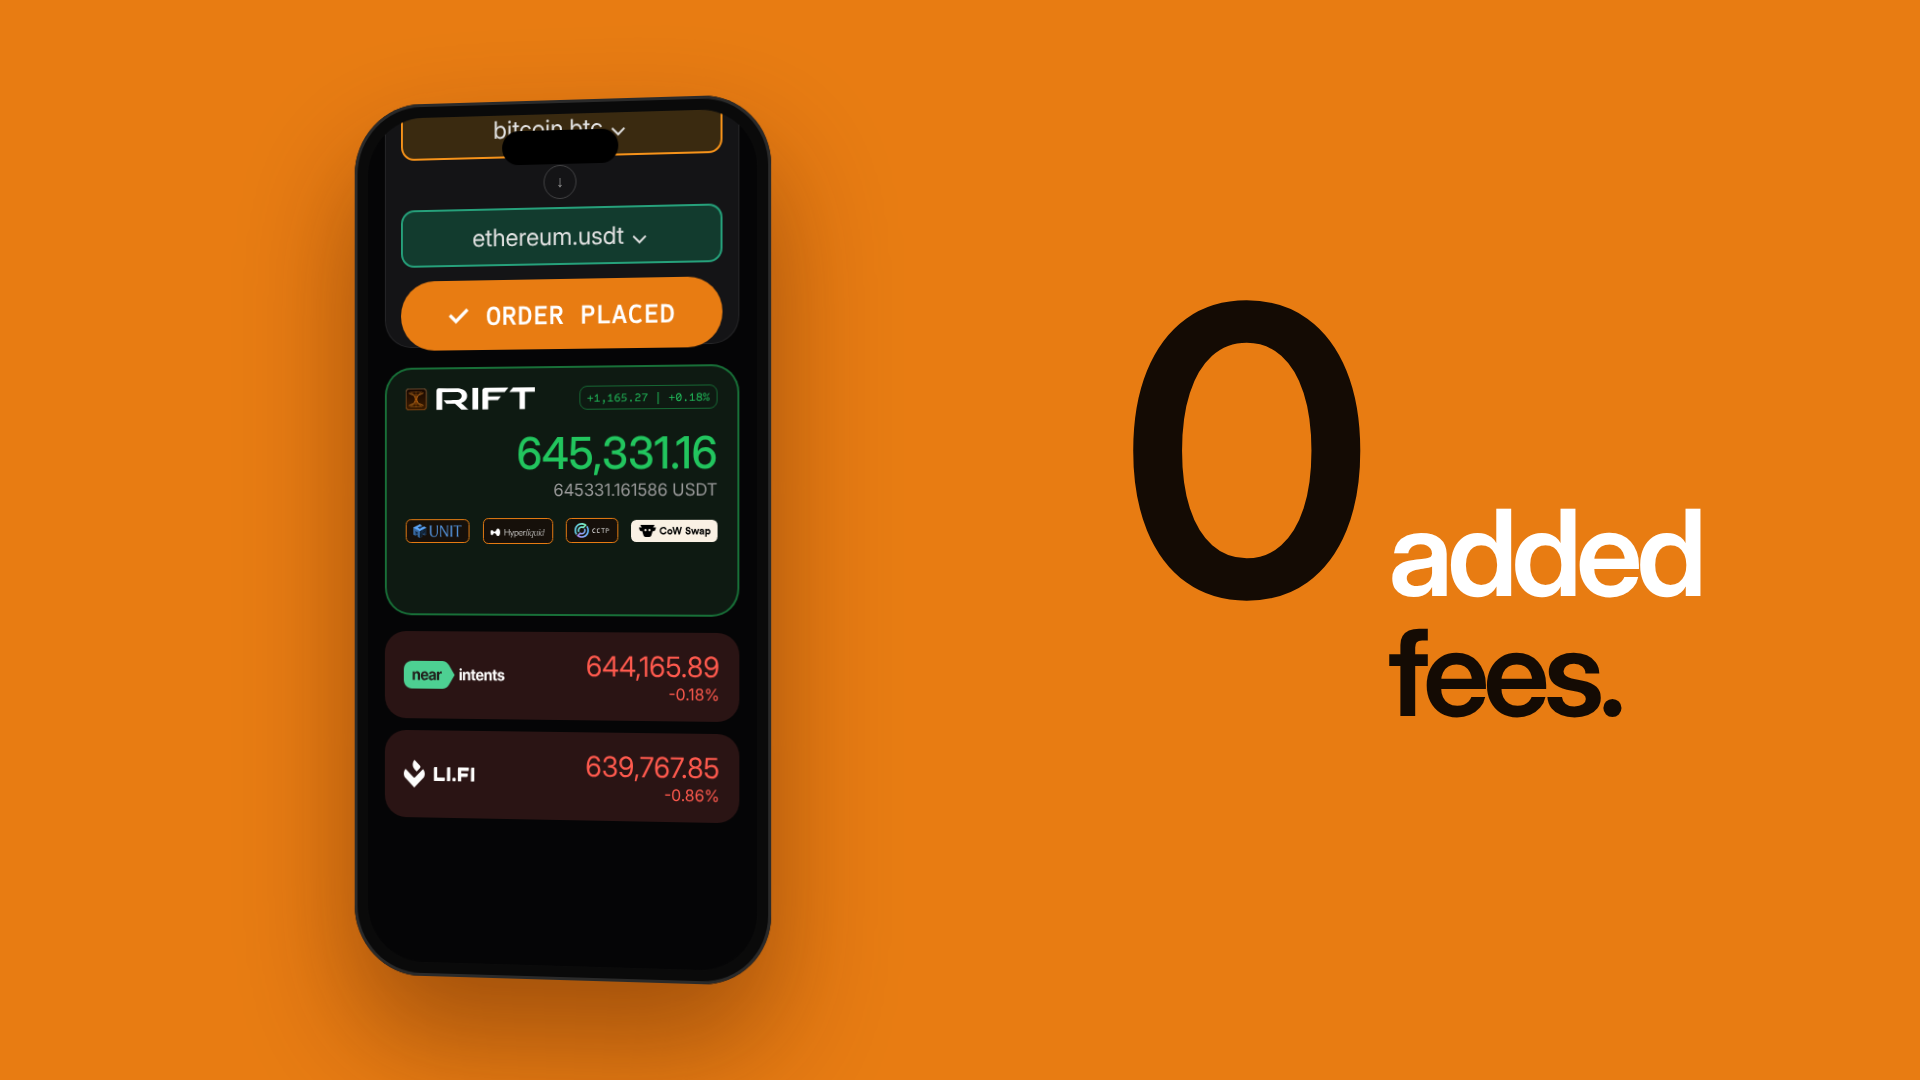 bitcoin.btc
↓
ethereum.usdt
✓ ORDER PLACED
RIFT
+1,165.27 | +0.18%
645,331.16
645331.161586 USDT
UNIT
Hyperliquid
CCTP
CoW Swap
near intents
644,165.89
-0.18%
LI.FI
639,767.85
-0.86%
0 added
fees.